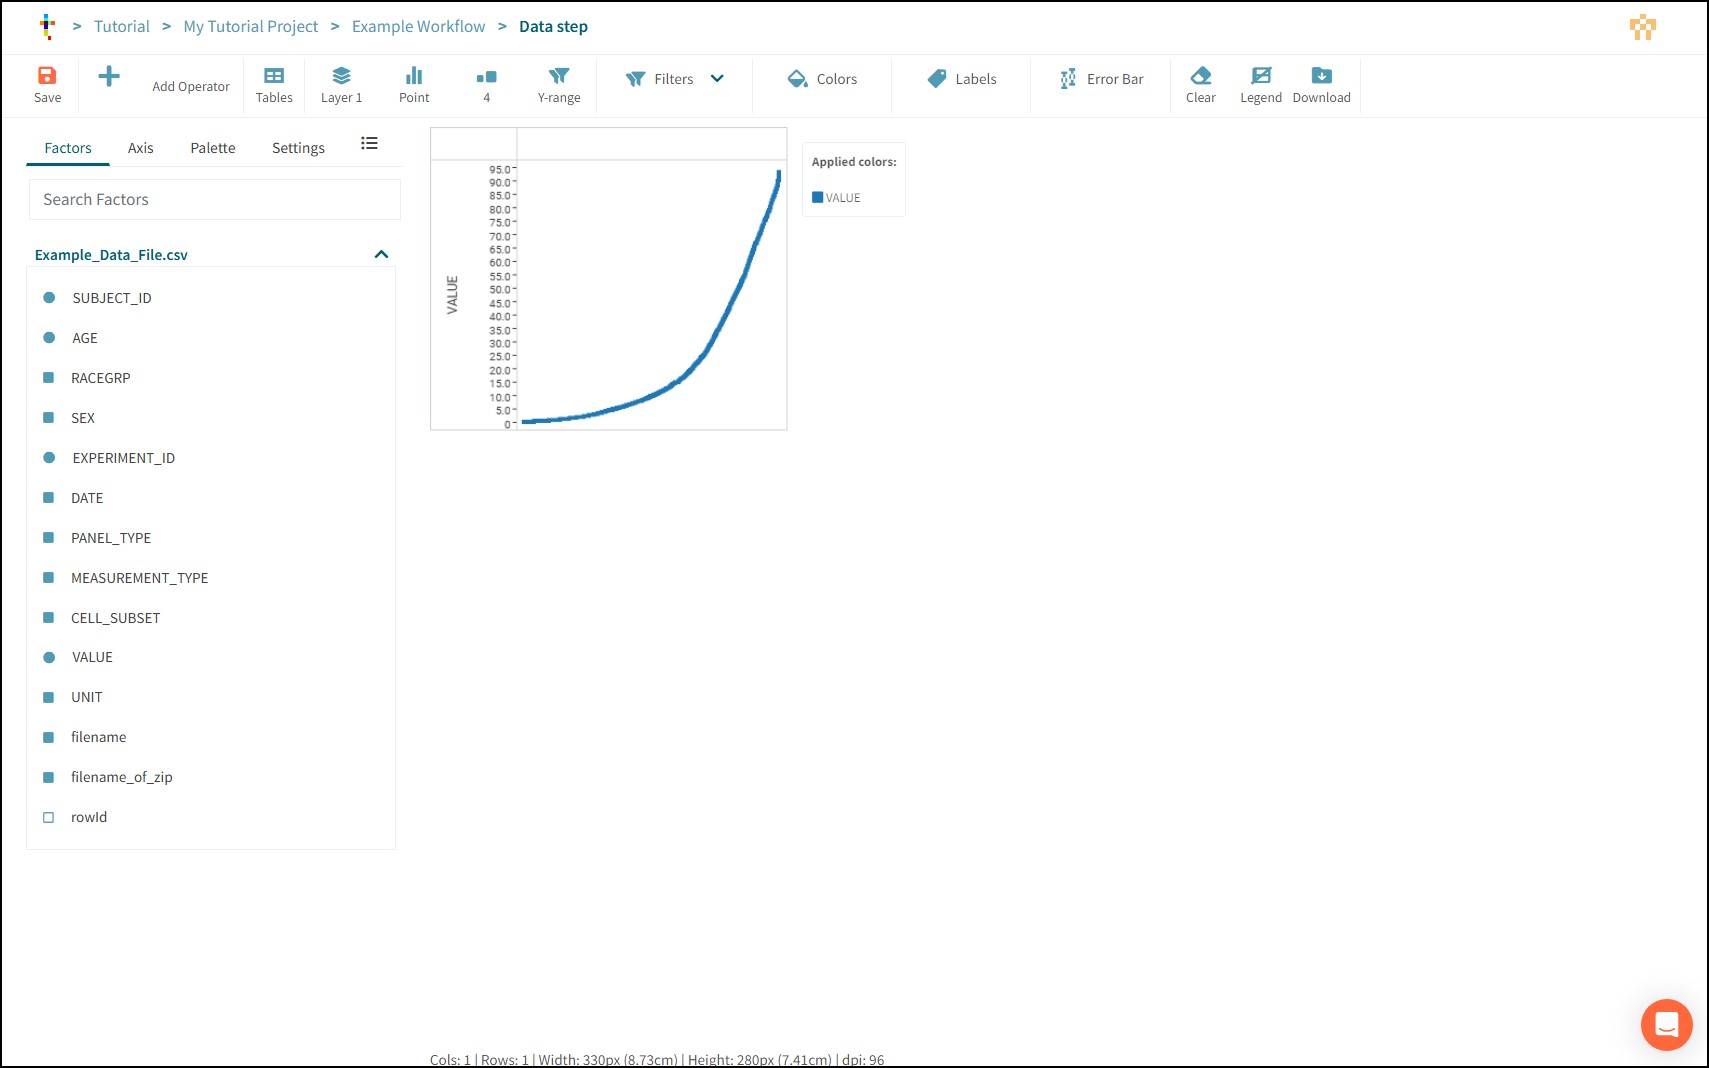 > Tutorial > My Tutorial Project > Example Workflow > Data step
Save
Add Operator
Tables
Layer 1
Point
4
Y-range
Filters
Colors
Labels
Error Bar
Clear
Legend
Download
Factors
Axis
Palette
Settings
Search Factors
Example_Data_File.csv
SUBJECT_ID
AGE
RACEGRP
SEX
EXPERIMENT_ID
DATE
PANEL_TYPE
MEASUREMENT_TYPE
CELL_SUBSET
VALUE
UNIT
filename
filename_of_zip
rowId
VALUE
95.0
90.0
85.0
80.0
75.0
70.0
65.0
60.0
55.0
50.0
45.0
40.0
35.0
30.0
25.0
20.0
15.0
10.0
5.0
0
Applied colors:
VALUE
Cols: 1 | Rows: 1 | Width: 330px (8.73cm) | Height: 280px (7.41cm) | dpi: 96